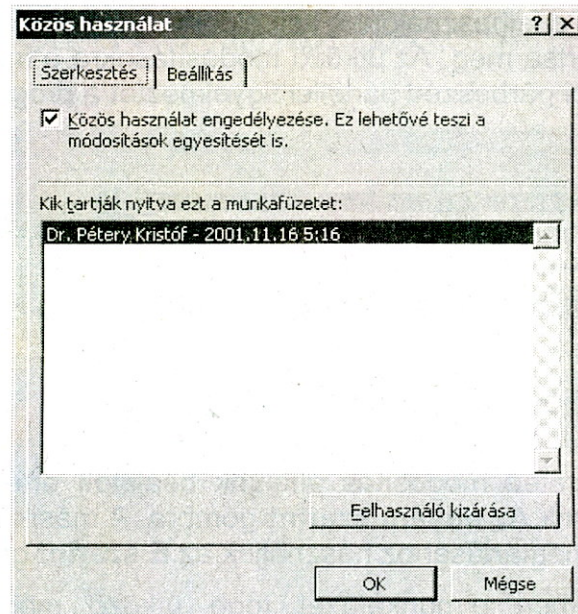 Közös használat
Szerkesztés
Beállítás
Közös használat engedélyezése. Ez lehetővé teszi a
módosítások egyesítését is.
Kik tartják nyitva ezt a munkafüzetet:
Dr. Pétery Kristóf - 2001.11.16 5:16
Felhasználó kizárása
OK
Mégse